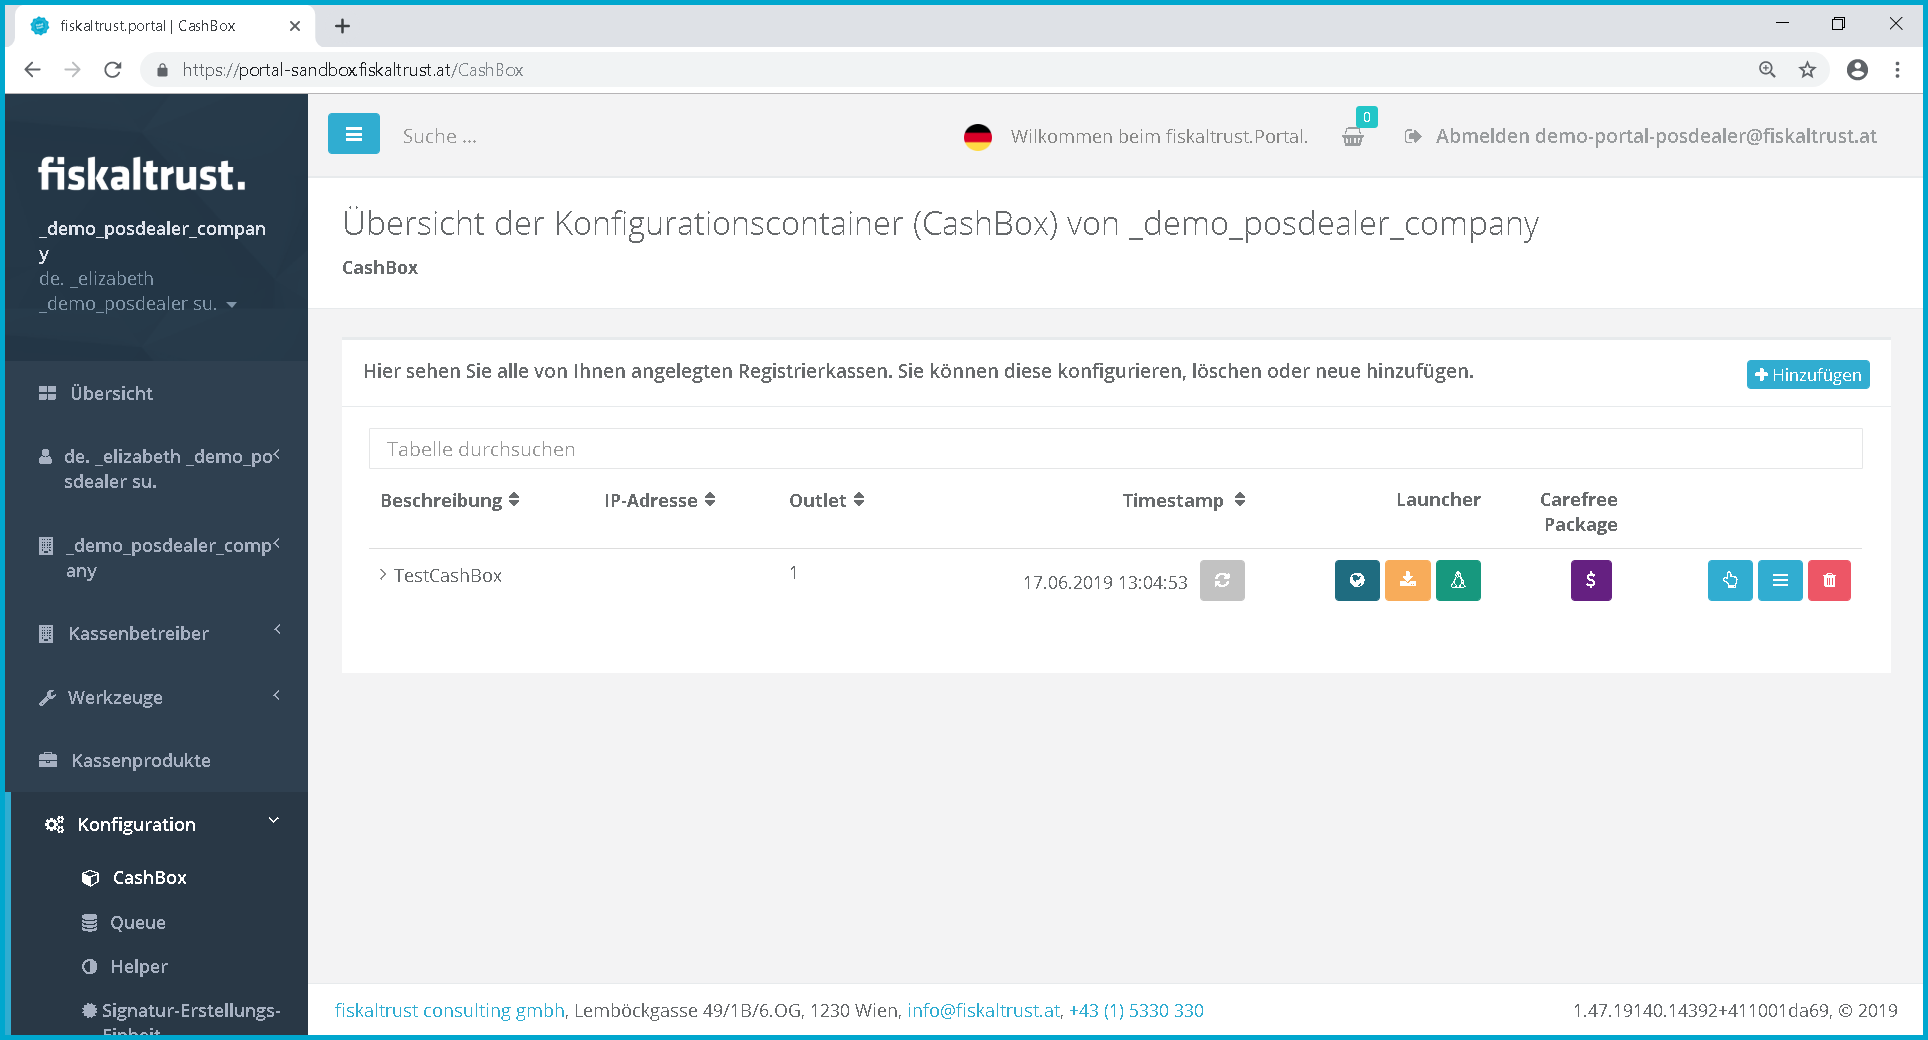 fiskaltrust.portal | CashBox
https://portal-sandbox.fiskaltrust.at/CashBox
fiskaltrust.
_demo_posdealer_compan
y
de. _elizabeth
_demo_posdealer su.
Übersicht
de. _elizabeth _demo_po
sdealer su.
_demo_posdealer_comp
any
Kassenbetreiber
Werkzeuge
Kassenprodukte
Konfiguration
CashBox
Queue
Helper
Signatur-Erstellungs-
Einheit
Suche ...
Wilkommen beim fiskaltrust.Portal.
0
Abmelden demo-portal-posdealer@fiskaltrust.at
Übersicht der Konfigurationscontainer (CashBox) von _demo_posdealer_company
CashBox
Hier sehen Sie alle von Ihnen angelegten Registrierkassen. Sie können diese konfigurieren, löschen oder neue hinzufügen.
Hinzufügen
Tabelle durchsuchen
Beschreibung IP-Adresse Outlet Timestamp Launcher Carefree
Package
TestCashBox 1 17.06.2019 13:04:53 $
fiskaltrust consulting gmbh, Lemböckgasse 49/1B/6.OG, 1230 Wien, info@fiskaltrust.at, +43 (1) 5330 330
1.47.19140.14392+411001da69, © 2019